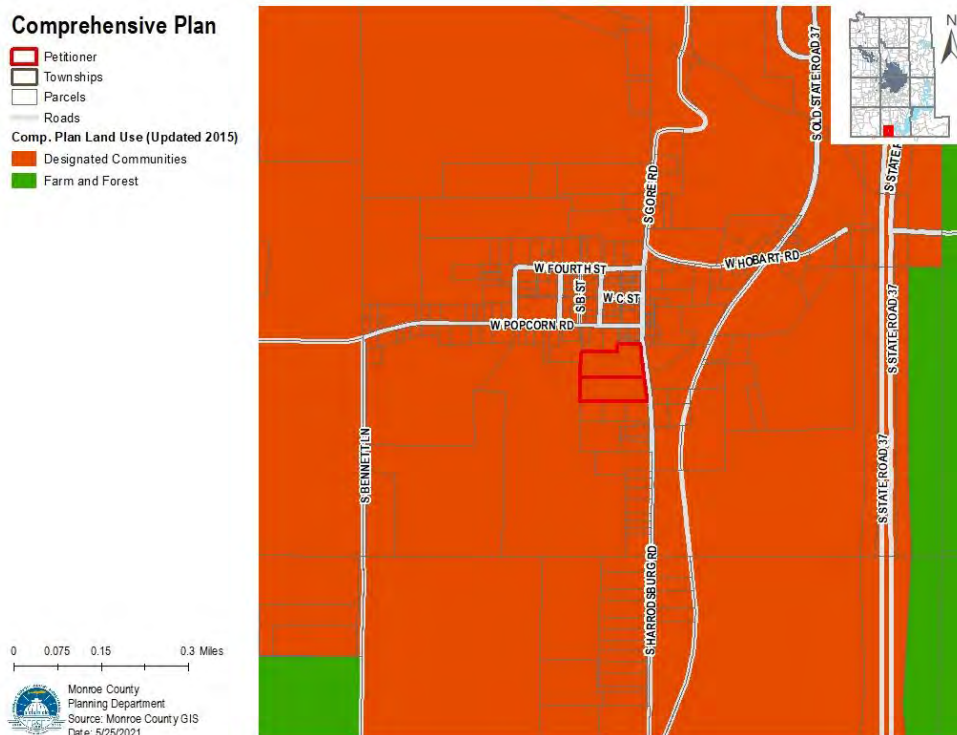 Comprehensive Plan
Petitioner
Townships
Parcels
Roads
Comp. Plan Land Use (Updated 2015)
Designated Communities
Farm and Forest
S OLD STATE ROAD 37
N
S STATE R
S GORE RD
W HOBART RD
W FOURTH ST
S B ST
W C ST
W POPCORN RD
S STATE ROAD 37
S BENNETT LN
S STATE ROAD 37
S HARRODSBURG RD
0 0.075 0.15 0.3 Miles
Monroe County
Planning Department
Source: Monroe County GIS
Date: 5/25/2021